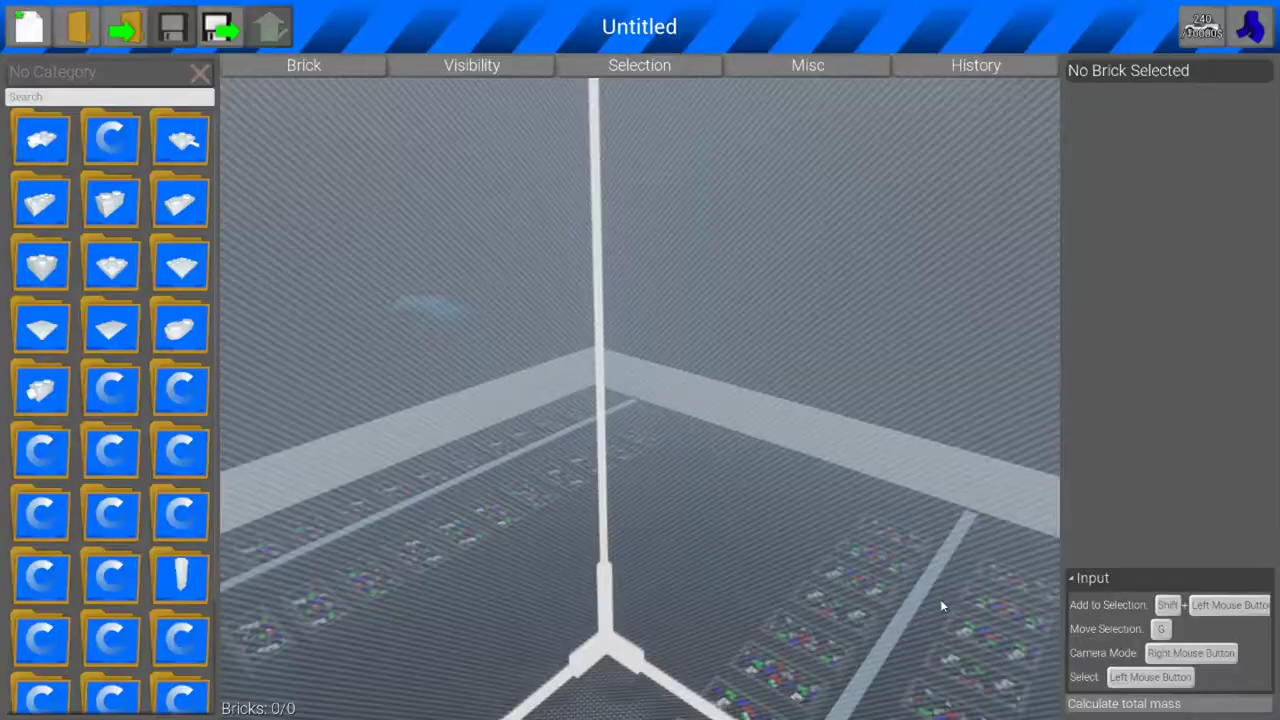 Untitled
240
/10000$
No Category
Search
Brick
Visibility
Selection
Misc
History
No Brick Selected
Input
Add to Selection: Shift + Left Mouse Butto
Move Selection: G
Camera Mode: Right Mouse Button
Select: Left Mouse Button
Calculate total mass
Bricks: 0/0